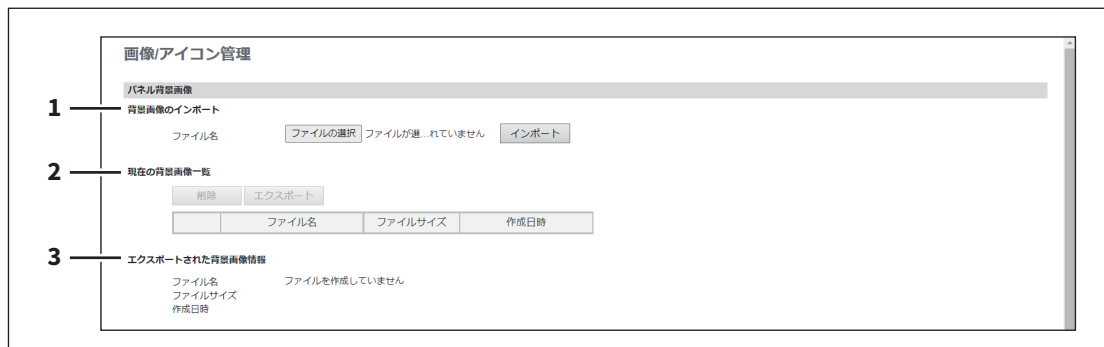 画像/アイコン管理
パネル背景画像
1 背景画像のインポート
ファイル名 ファイルの選択 ファイルが選...れていません インポート
2 現在の背景画像一覧
削除 エクスポート
ファイル名 ファイルサイズ 作成日時
3 エクスポートされた背景画像情報
ファイル名 ファイルを作成していません
ファイルサイズ
作成日時